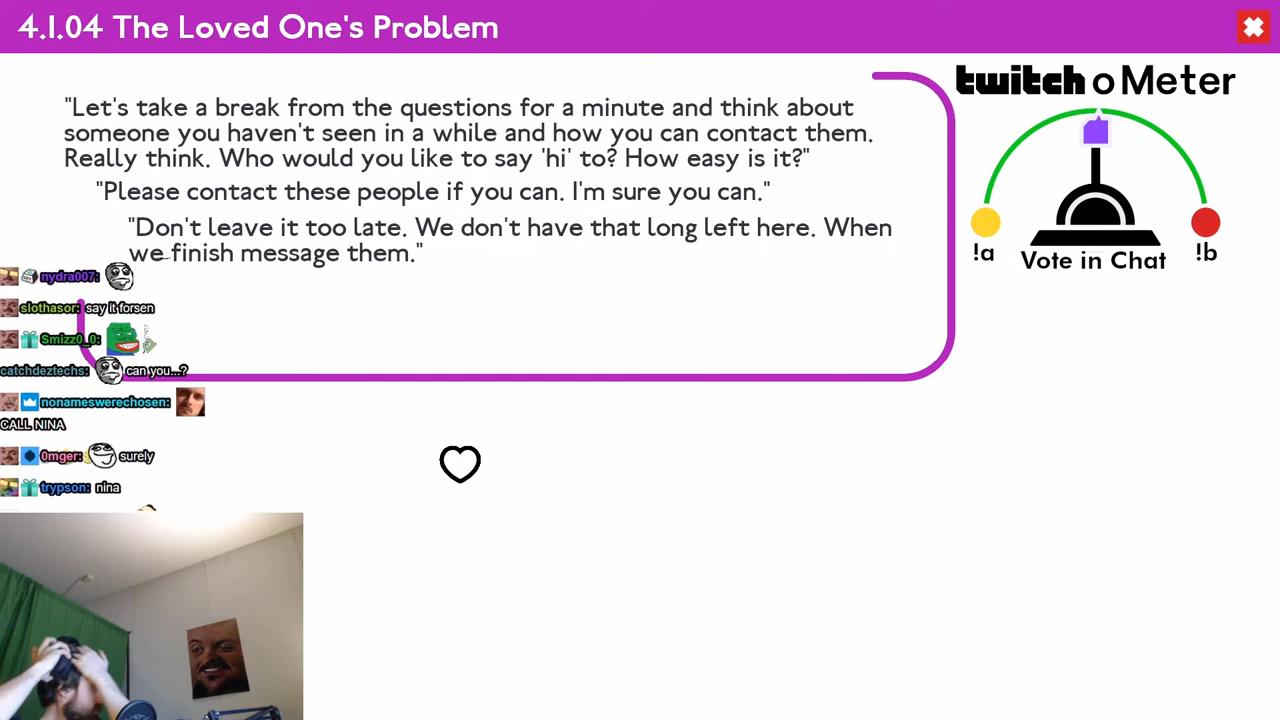 4.1.04 The Loved One's Problem
"Let's take a break from the questions for a minute and think about
someone you haven't seen in a while and how you can contact them.
Really think. Who would you like to say 'hi' to? How easy is it?"
"Please contact these people if you can. I'm sure you can."
"Don't leave it too late. We don't have that long left here. When
we finish message them."
twitch o Meter
!a
Vote in Chat
!b
nydra007:
slothasor: say it forsen
Smizz0_0:
catchdeztechs: can you...?
nonameswerechosen:
CALL NINA
0mger: surely
trypson: nina